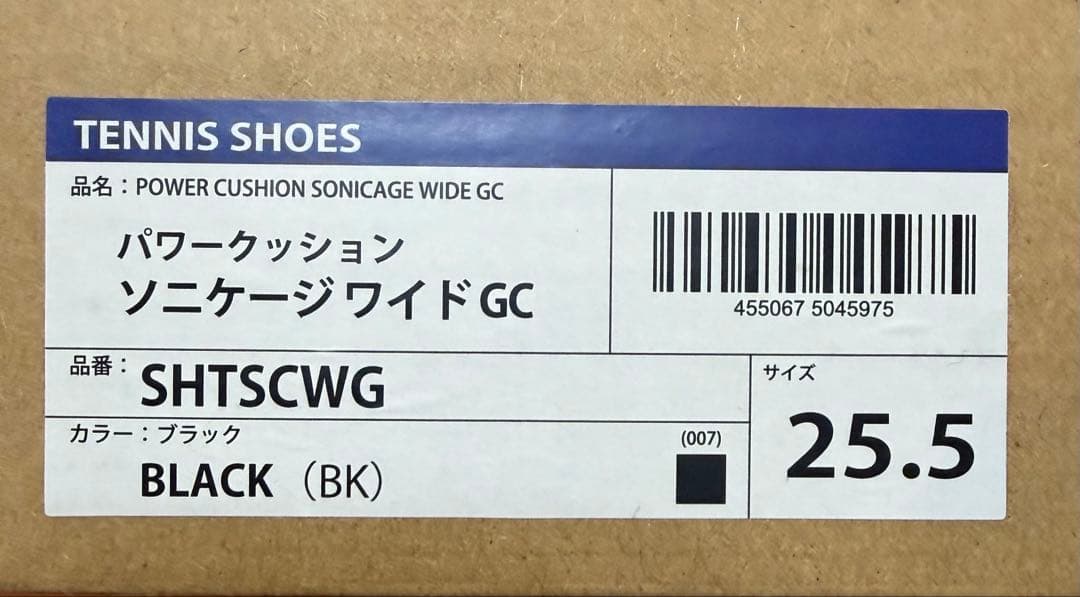 TENNIS SHOES
品名：POWER CUSHION SONICAGE WIDE GC
パワークッション
ソニケージ ワイド GC
455067 5045975
品番：
SHTSCWG
カラー：ブラック
(007)
BLACK（BK）
サイズ
25.5